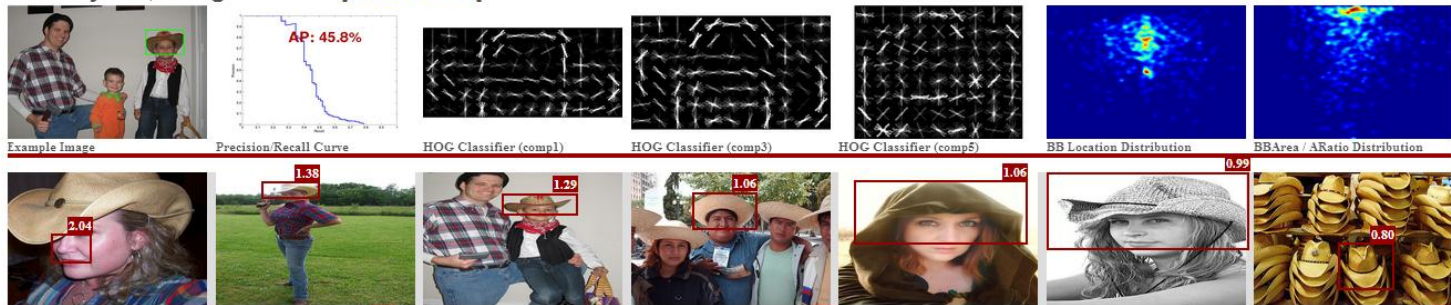 AP: 45.8%
Example Image
Precision/Recall Curve
HOG Classifier (comp1)
HOG Classifier (comp3)
HOG Classifier (comp5)
BB Location Distribution
BBArea / ARatio Distribution
2.04
1.38
1.29
1.06
1.06
0.99
0.80